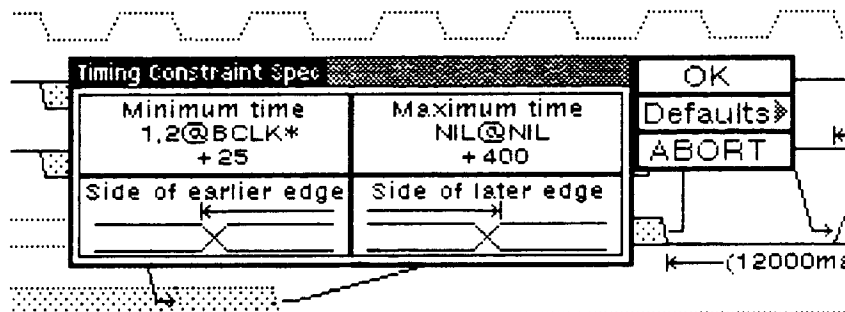 Timing Constraint Spec
Minimum time
1,2@BCLK*
+25
Maximum time
NIL@NIL
+400
Side of earlier edge
Side of later edge
OK
Defaults
ABORT
(12000ma